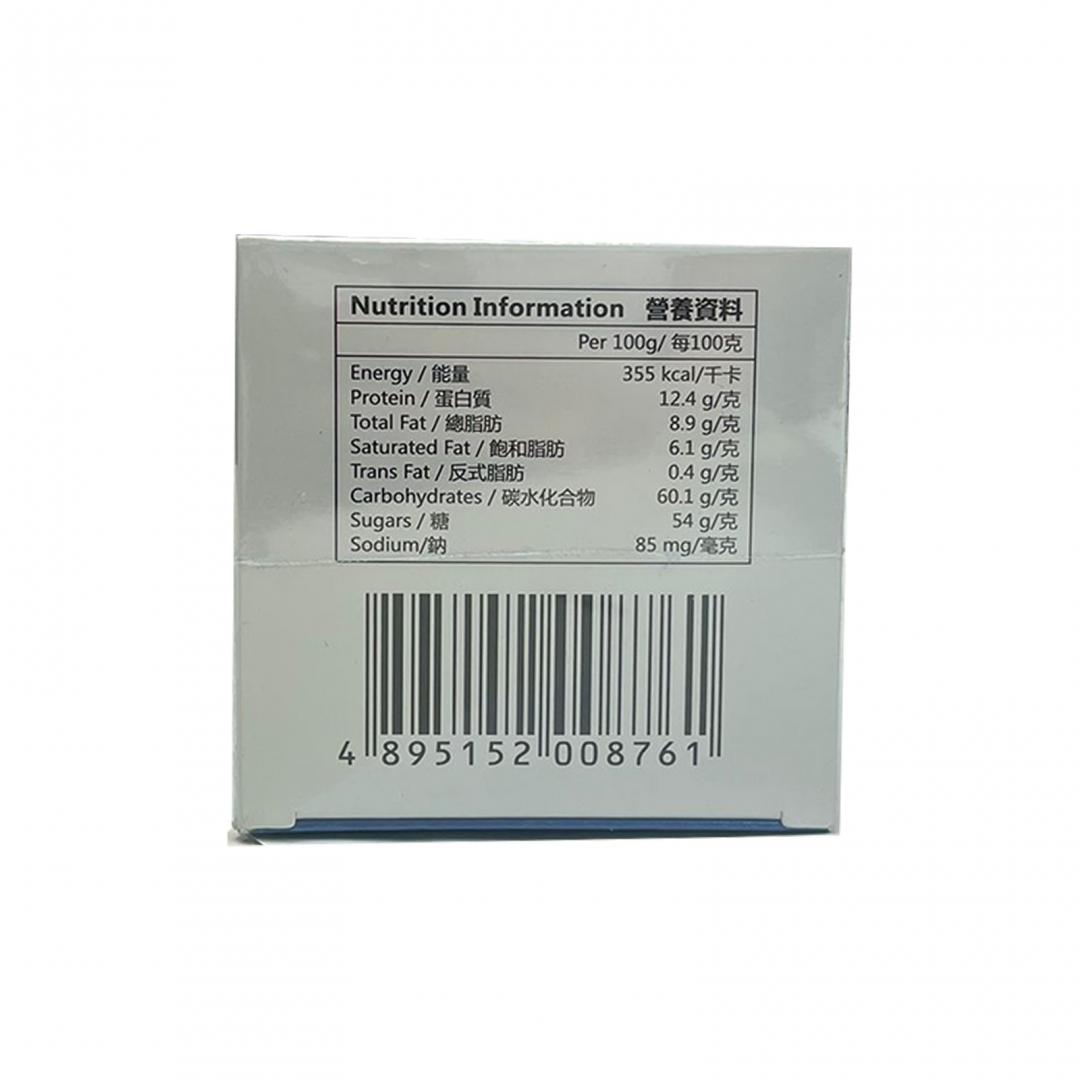 Nutrition Information 營養資料
Per 100g/ 每100克
Energy / 能量 355 kcal/千卡
Protein / 蛋白質 12.4 g/克
Total Fat / 總脂肪 8.9 g/克
Saturated Fat / 飽和脂肪 6.1 g/克
Trans Fat / 反式脂肪 0.4 g/克
Carbohydrates / 碳水化合物 60.1 g/克
Sugars / 糖 54 g/克
Sodium/鈉 85 mg/毫克
4 895152 008761